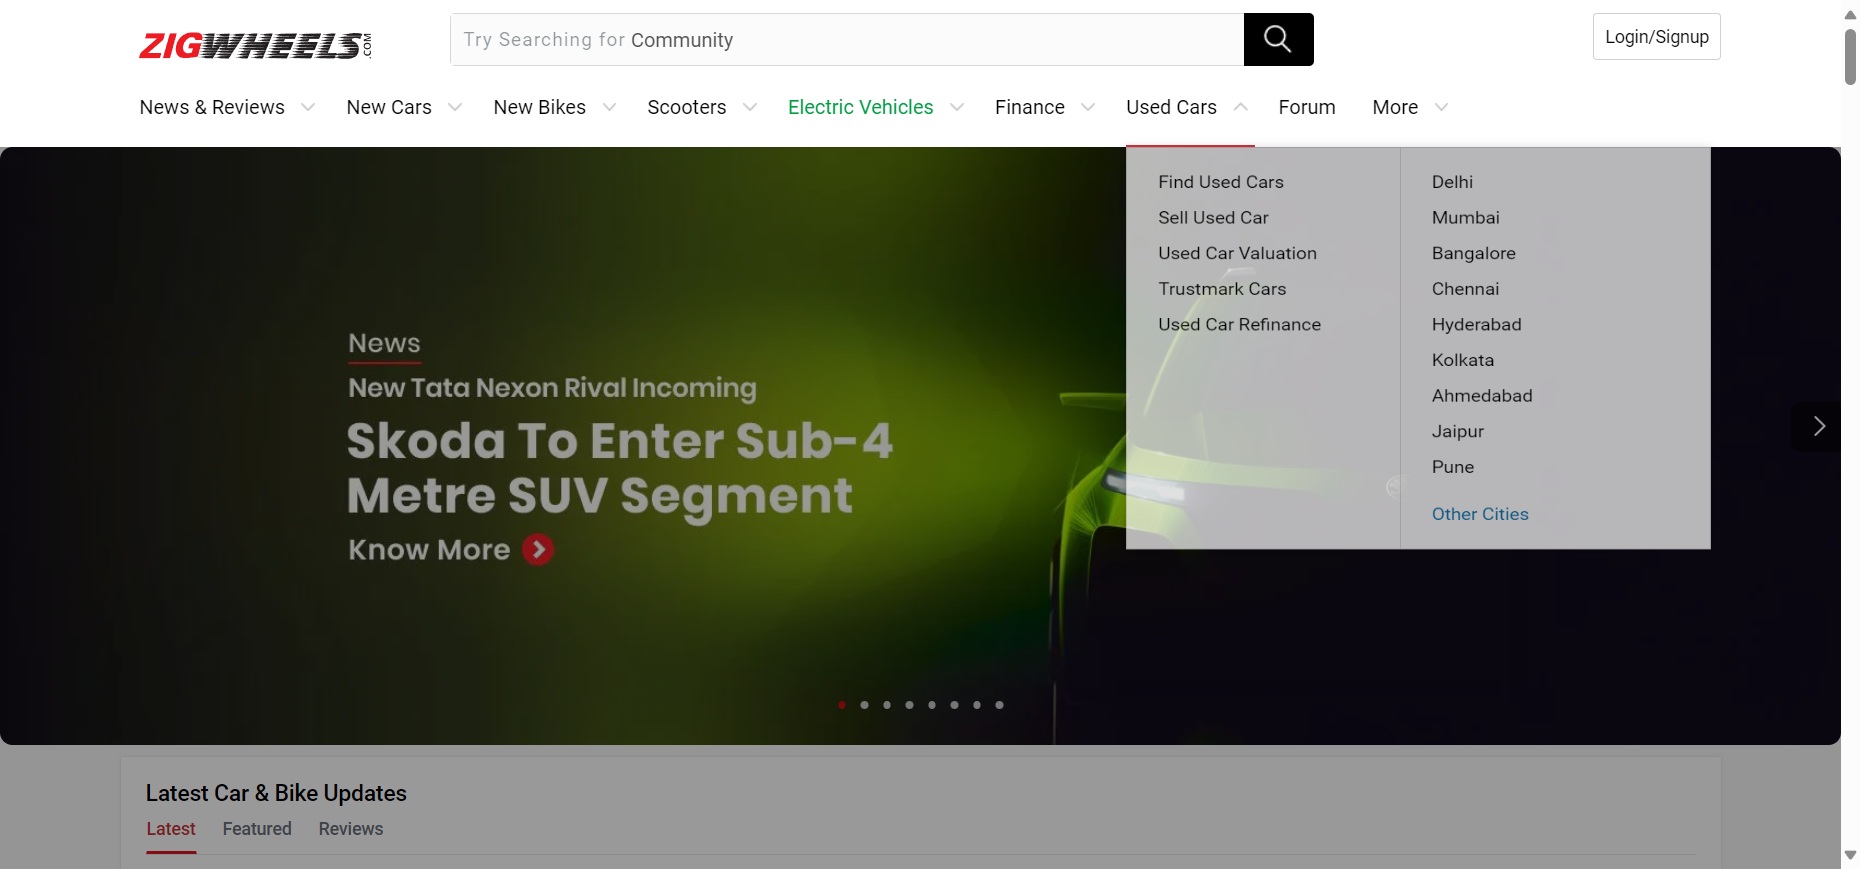 ZIGWHEELS.COM
Try Searching for Community
Login/Signup
News & Reviews
New Cars
New Bikes
Scooters
Electric Vehicles
Finance
Used Cars
Forum
More
Find Used Cars
Sell Used Car
Used Car Valuation
Trustmark Cars
Used Car Refinance
Delhi
Mumbai
Bangalore
Chennai
Hyderabad
Kolkata
Ahmedabad
Jaipur
Pune
Other Cities
News
New Tata Nexon Rival Incoming
Skoda To Enter Sub-4
Metre SUV Segment
Know More
Latest Car & Bike Updates
Latest
Featured
Reviews